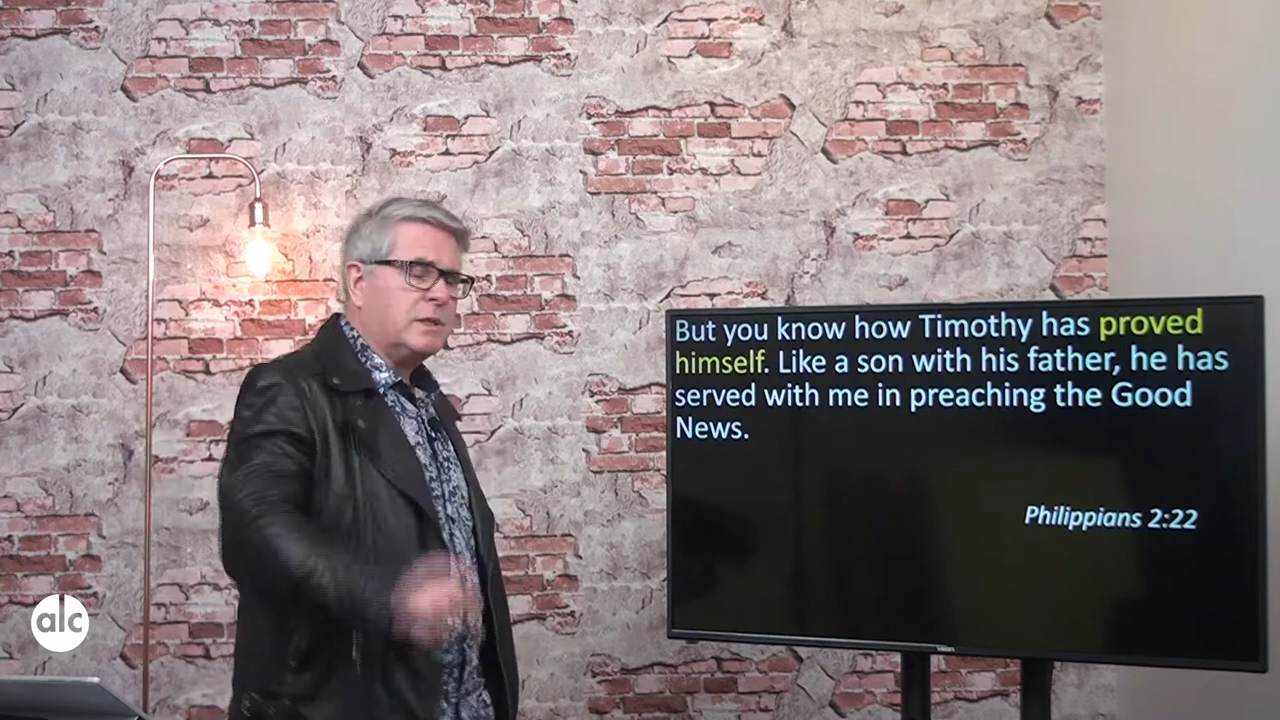 But you know how Timothy has proved
himself. Like a son with his father, he has
served with me in preaching the Good
News.
Philippians 2:22
alc